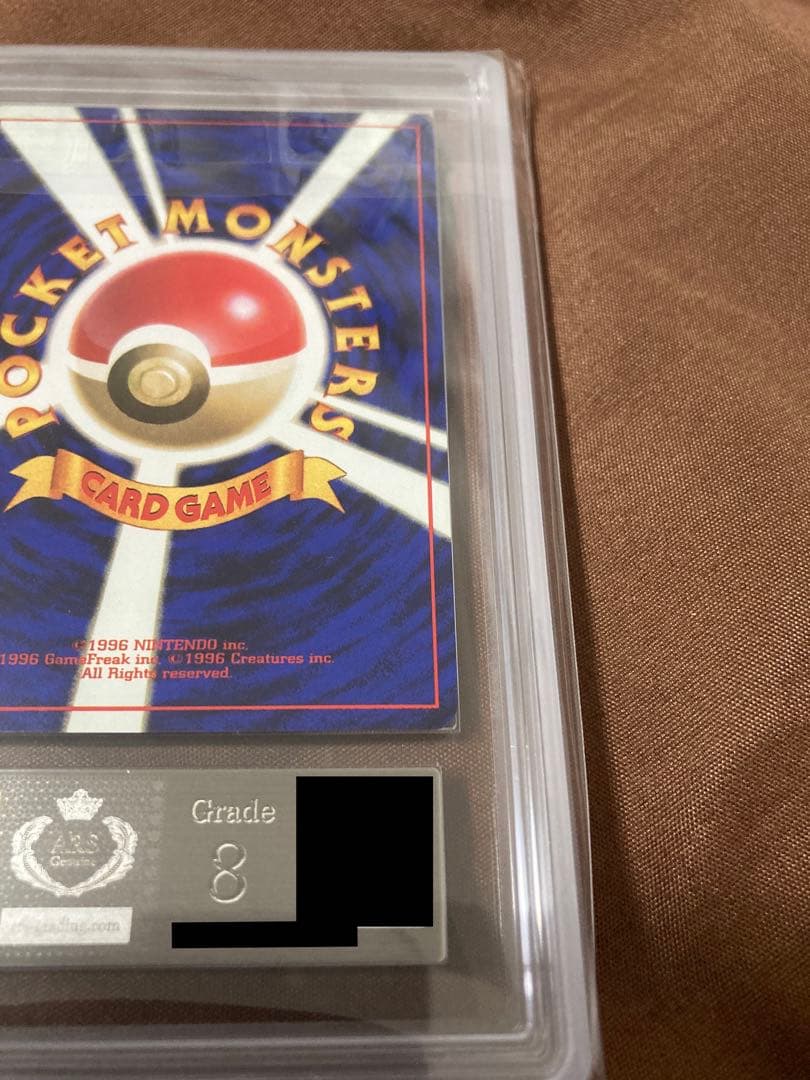 POCKET MONSTERS
CARD GAME
©1996 NINTENDO inc.
1996 GameFreak inc. ©1996 Creatures inc.
All Rights reserved.
ARS
Genuine
Grade
8